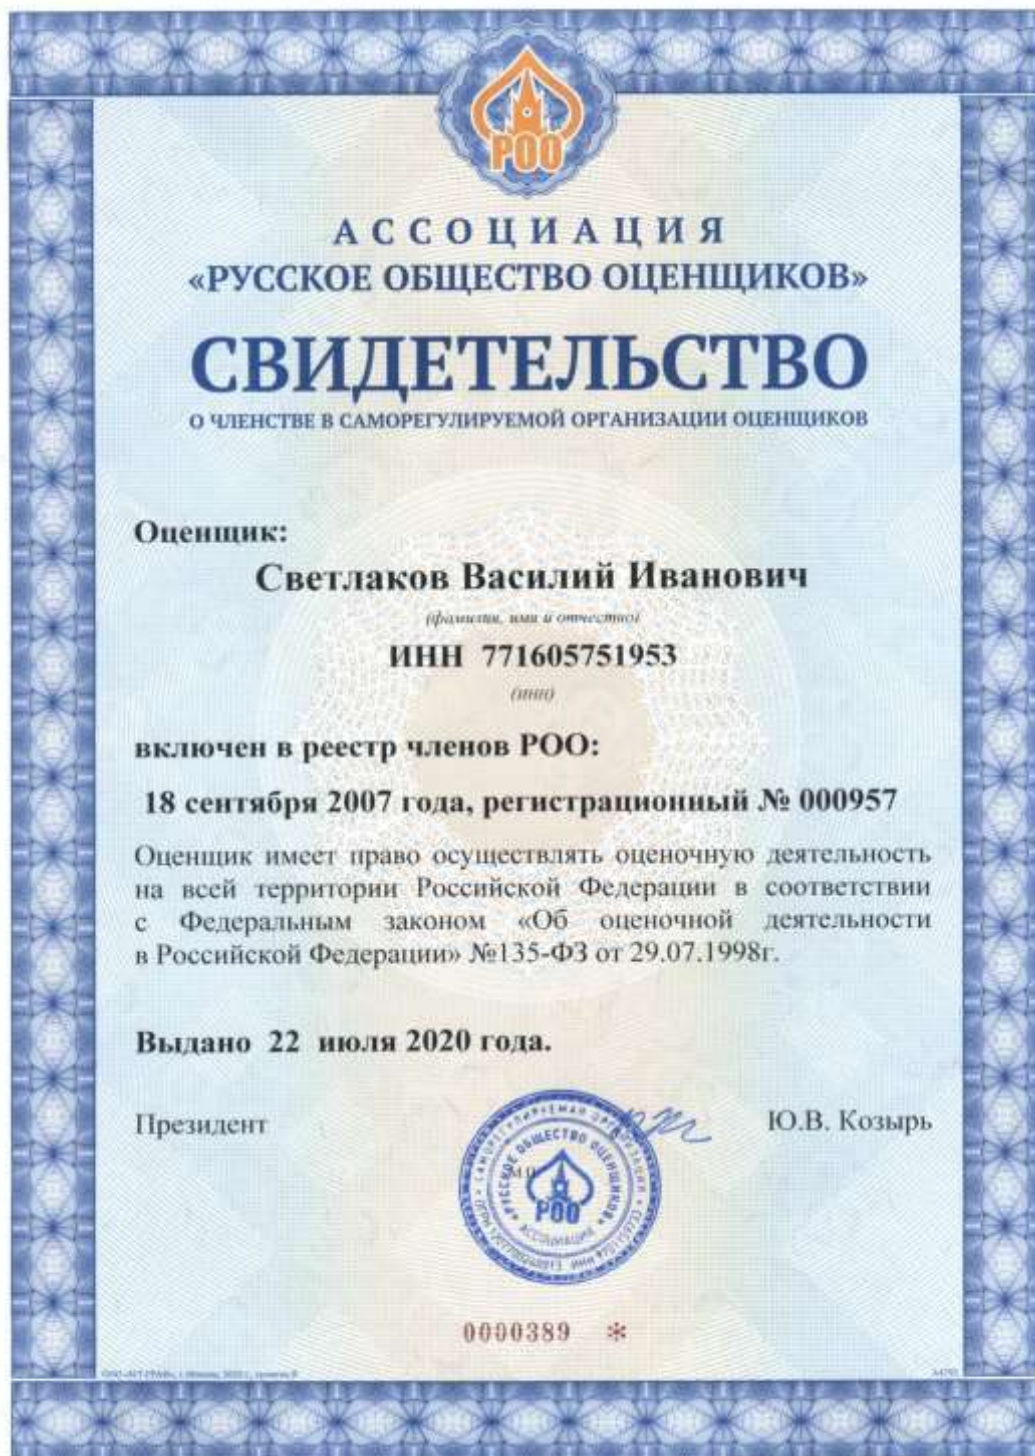 РОО
АССОЦИАЦИЯ
«РУССКОЕ ОБЩЕСТВО ОЦЕНЩИКОВ»
СВИДЕТЕЛЬСТВО
О ЧЛЕНСТВЕ В САМОРЕГУЛИРУЕМОЙ ОРГАНИЗАЦИИ ОЦЕНЩИКОВ
Оценщик:
Светлаков Василий Иванович
(фамилия, имя и отчество)
ИНН 771605751953
(инн)
включен в реестр членов РОО:
18 сентября 2007 года, регистрационный № 000957
Оценщик имеет право осуществлять оценочную деятельность
на всей территории Российской Федерации в соответствии
с Федеральным законом «Об оценочной деятельности
в Российской Федерации» №135-ФЗ от 29.07.1998г.
Выдано 22 июля 2020 года.
Президент
Ю.В. Козырь
САМОРЕГУЛИРУЕМАЯ ОРГАНИЗАЦИЯ
«РУССКОЕ ОБЩЕСТВО ОЦЕНЩИКОВ»
АССОЦИАЦИЯ
РОО
0000389 *